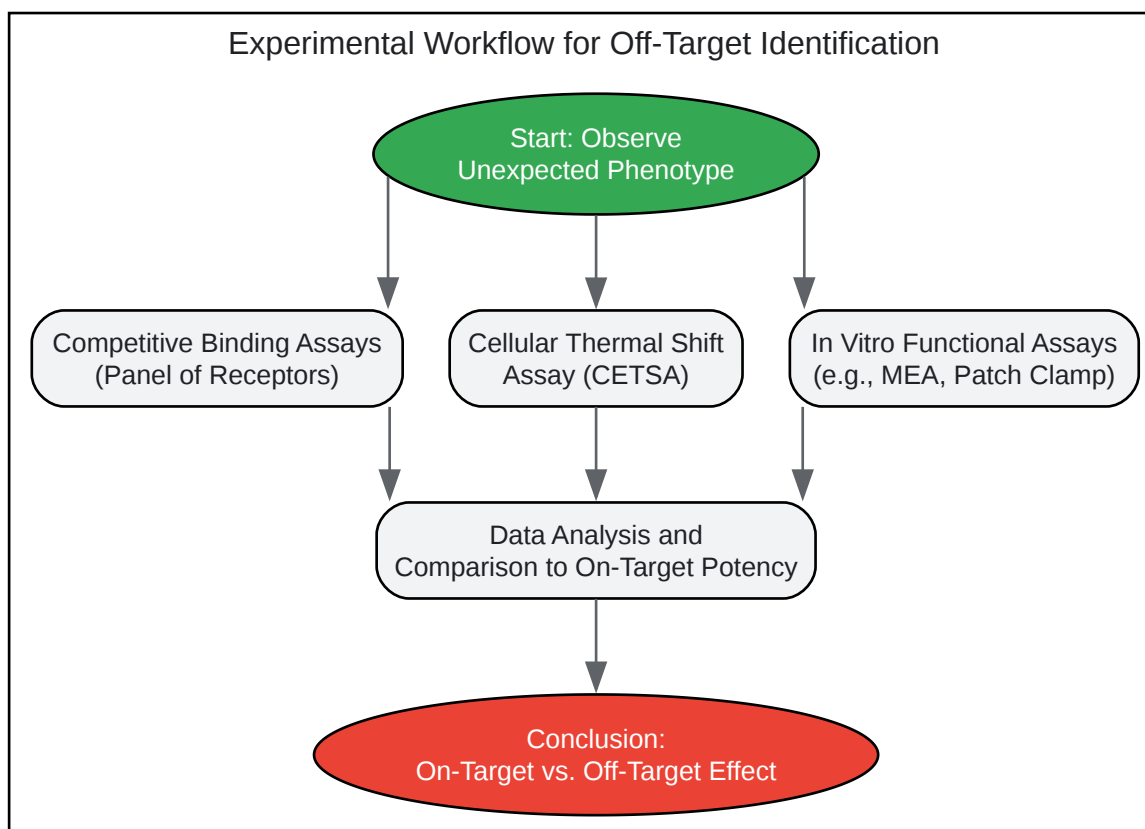 Experimental Workflow for Off-Target Identification
Start: Observe
Unexpected Phenotype
Competitive Binding Assays
(Panel of Receptors)
Cellular Thermal Shift
Assay (CETSA)
In Vitro Functional Assays
(e.g., MEA, Patch Clamp)
Data Analysis and
Comparison to On-Target Potency
Conclusion:
On-Target vs. Off-Target Effect